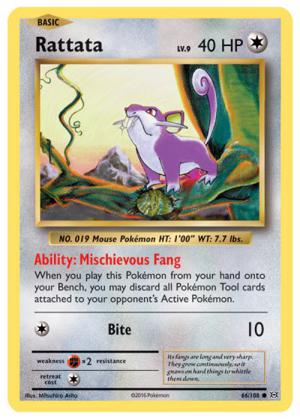 BASIC
Rattata LV.9 40 HP
NO. 019 Mouse Pokémon HT: 1'00" WT: 7.7 lbs.
Ability: Mischievous Fang
When you play this Pokémon from your hand onto
your Bench, you may discard all Pokémon Tool cards
attached to your opponent's Active Pokémon.
Bite 10
weakness ×2 resistance
retreat
cost
Its fangs are long and very sharp.
They grow continuously, so it
gnaws on hard things to whittle
them down.
Illus. Mitsuhiro Arita ©2016 Pokémon 66/108